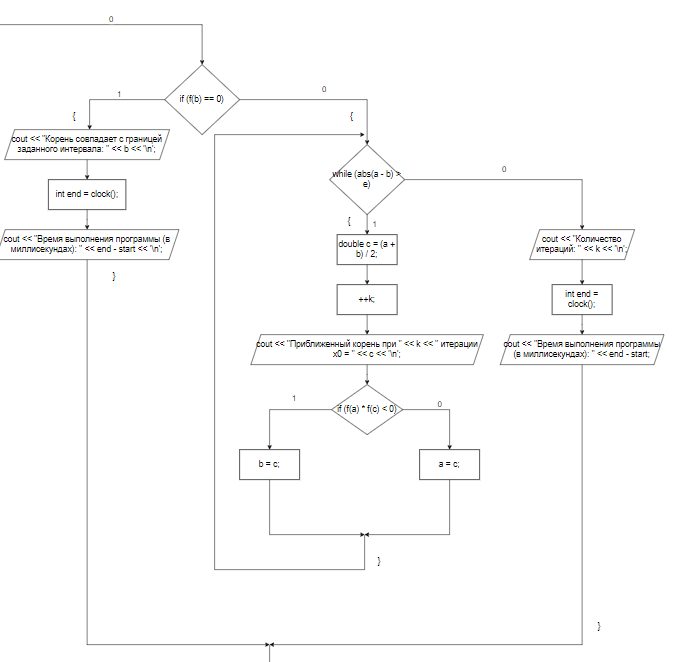 0
if (f(b) == 0)
1
0
{
{
cout << "Корень совпадает с границей
заданного интервала: " << b << '\n';
while (abs(a - b) >
e)
0
int end = clock();
{
1
cout << "Время выполнения программы (в
миллисекундах): " << end - start << '\n';
double c = (a +
b) / 2;
cout << "Количество
итераций: " << k << '\n';
}
++k;
int end =
clock();
cout << "Приближенный корень при " << k << " итерации
x0 = " << c << '\n';
cout << "Время выполнения программы
(в миллисекундах): " << end - start;
1
if (f(a) * f(c) < 0)
0
b = c;
a = c;
}
}